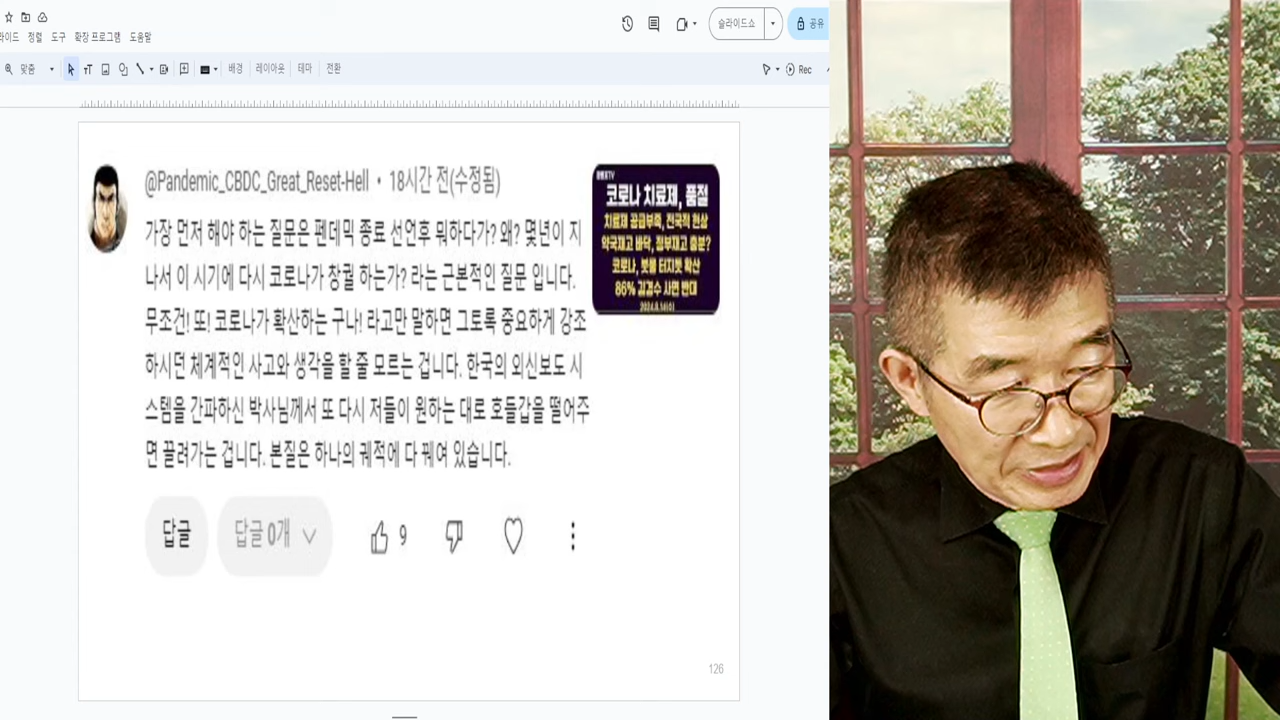 라이드 정렬 도구 확장 프로그램 도움말
슬라이드쇼
공유
맞춤
배경 레이아웃 테마 전환
Rec
@Pandemic_CBDC_Great_Reset-Hell • 18시간 전(수정됨)
가장 먼저 해야 하는 질문은 펜데믹 종료 선언후 뭐하다가? 왜? 몇년이 지
나서 이 시기에 다시 코로나가 창궐 하는가? 라는 근본적인 질문 입니다.
무조건! 또! 코로나가 확산하는 구나! 라고만 말하면 그토록 중요하게 강조
하시던 체계적인 사고와 생각을 할 줄 모르는 겁니다. 한국의 외신보도 시
스템을 간파하신 박사님께서 또 다시 저들이 원하는 대로 호들갑을 떨어주
면 끌려가는 겁니다. 본질은 하나의 궤적에 다 꿰여 있습니다.
답글
답글 0개
9
코로나 치료제, 품절
치료제 공급부족, 전국적 현상
약국재고 바닥, 정부재고 충분?
코로나, 봇물 터지듯 확산
86% 김경수 사면 반대
126